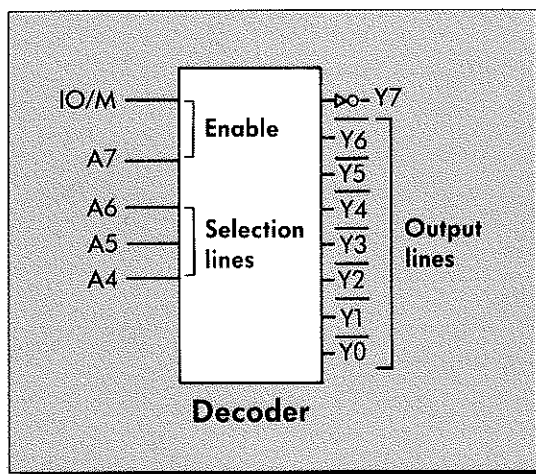 IO/M
A7
A6
A5
A4
Enable
Selection
lines
Y7
Y6
Y5
Y4
Y3
Y2
Y1
Y0
Output
lines
Decoder